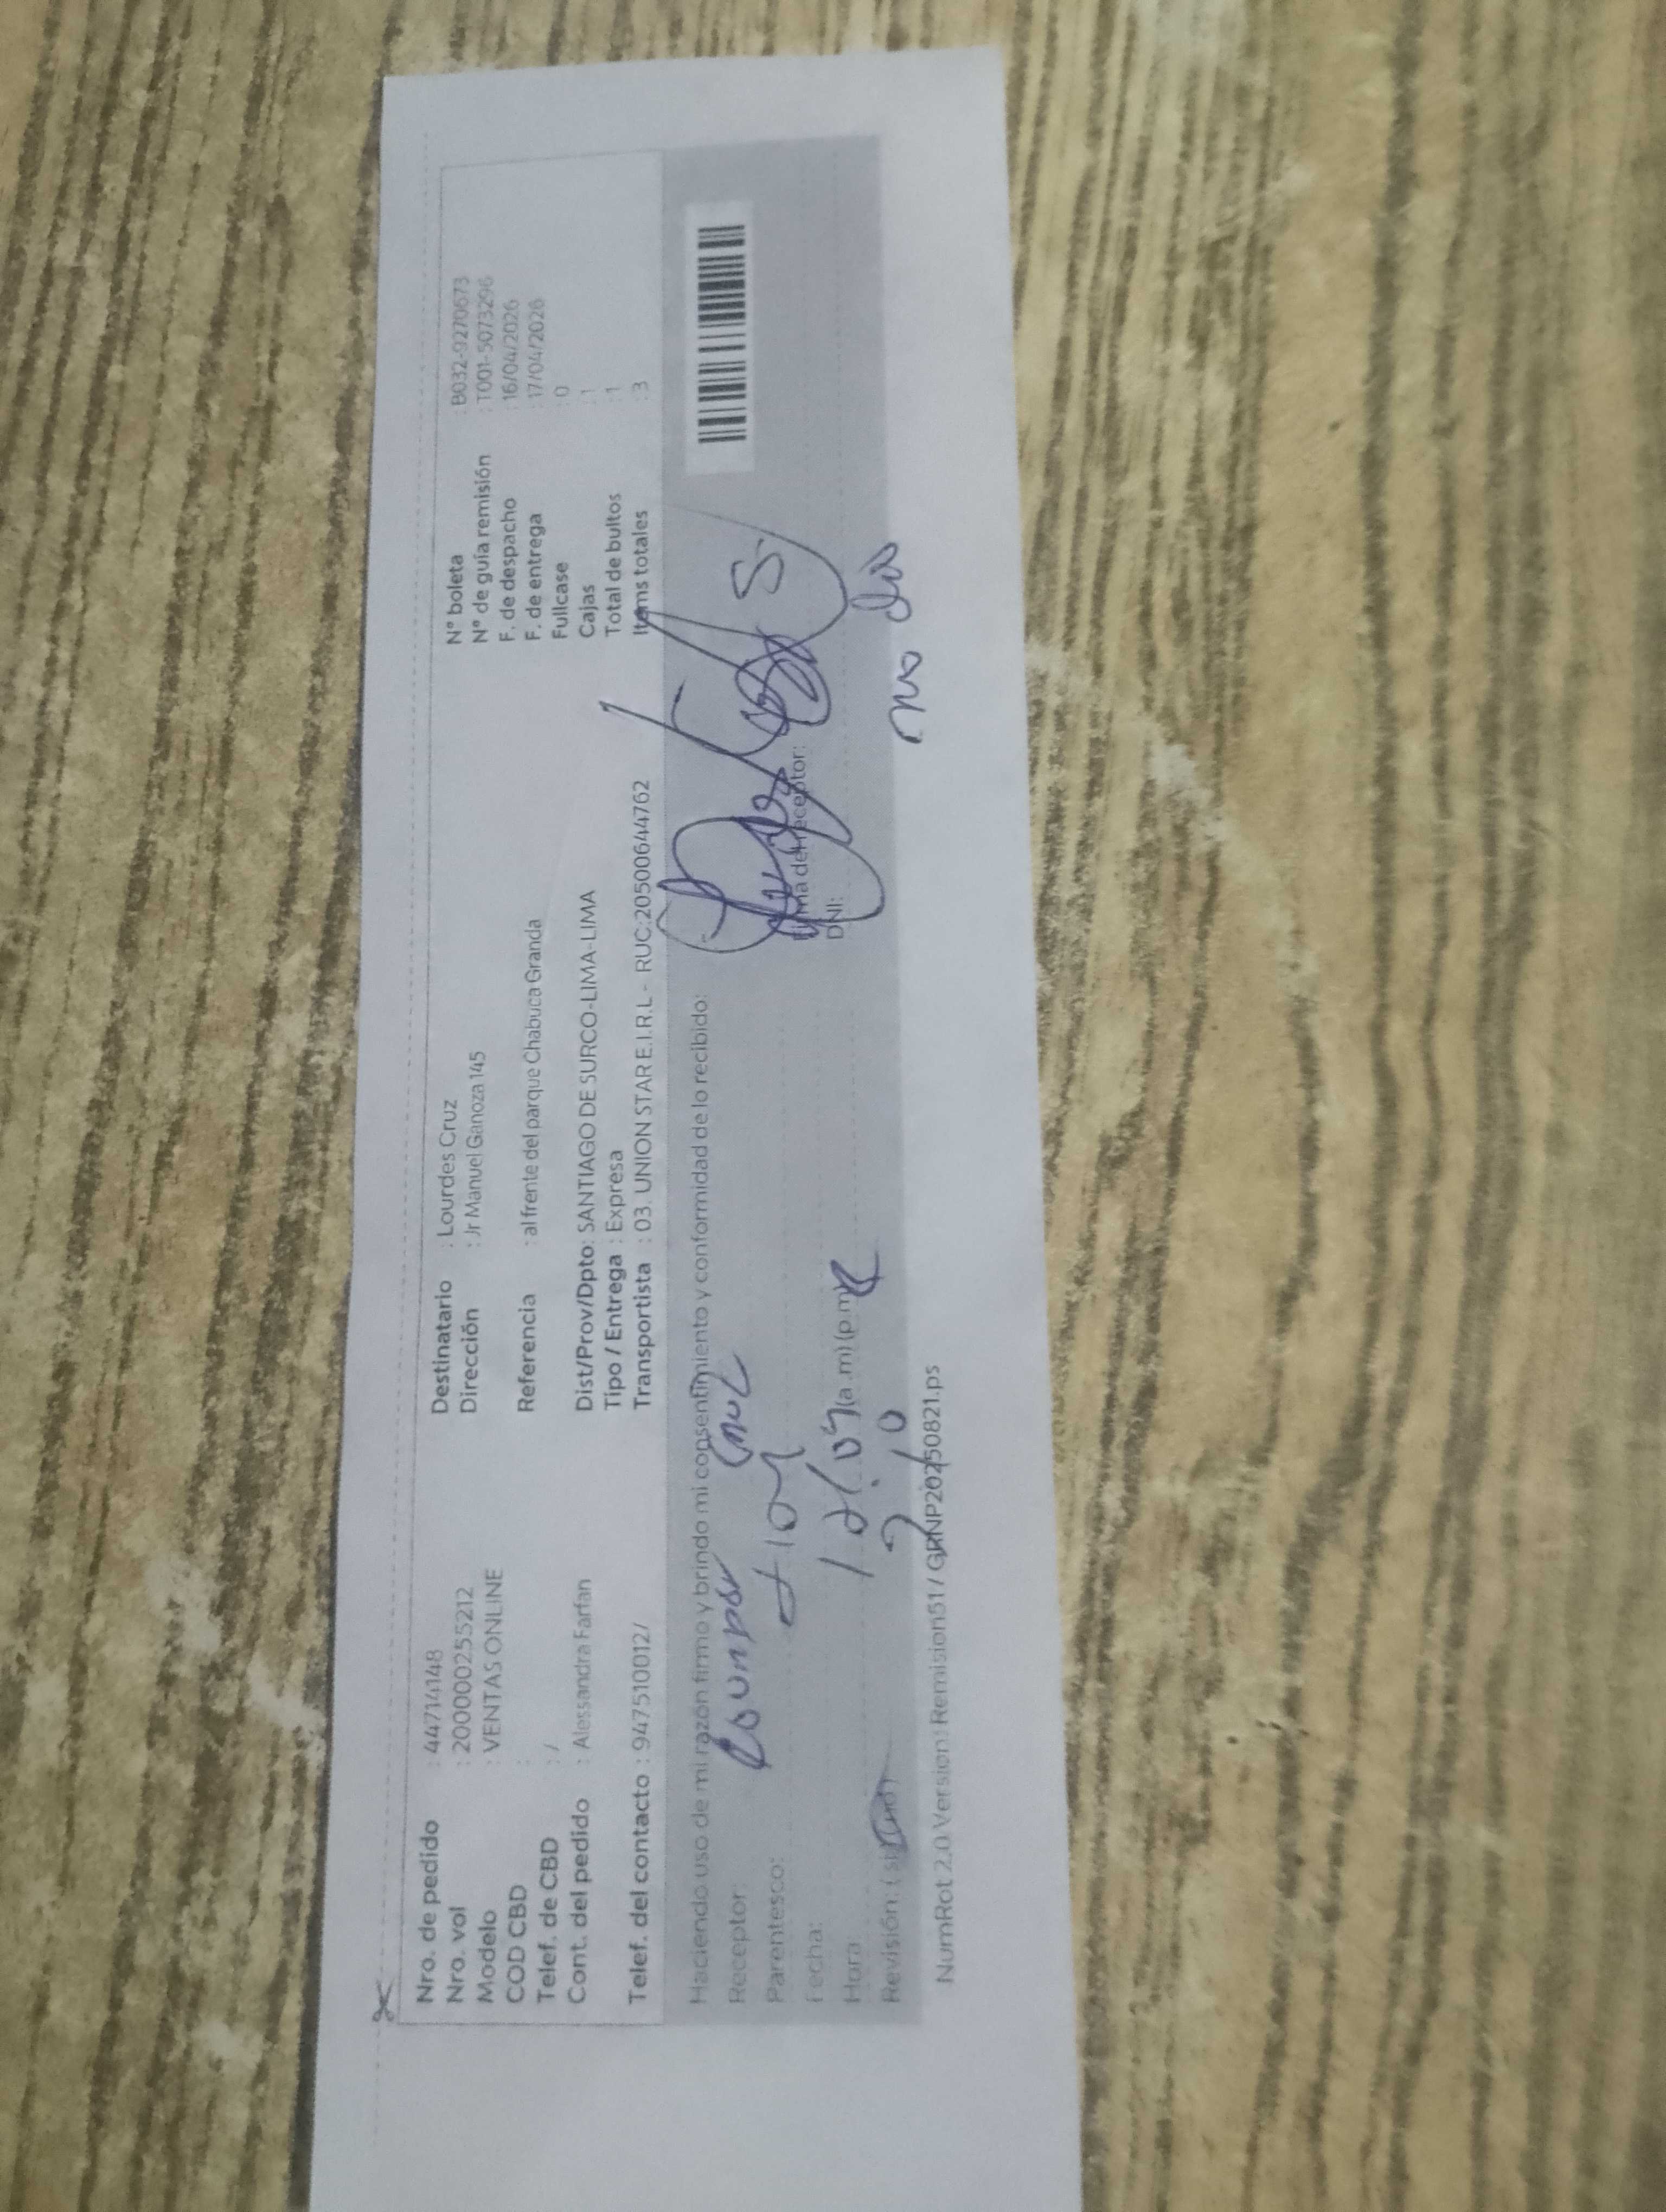 Nro. de pedido : 44714148
Nro. vol : 2000000255212
Modelo : VENTAS ONLINE
COD CBD :
Telef. de CBD : /
Cont. del pedido : Alessandra Farfan
Telef. del contacto : 947510012/
Destinatario : Lourdes Cruz
Dirección : Jr Manuel Ganoza 145
Referencia : al frente del parque Chabuca Granda
Dist/Prov/Dpto: SANTIAGO DE SURCO-LIMA-LIMA
Tipo / Entrega : Expresa
Transportista : 03. UNION STAR E.I.R.L - RUC:20500644762
N° boleta : B032-9270673
N° de guía remisión : T001-5073296
F. de despacho : 16/04/2026
F. de entrega : 17/04/2026
Fullcase : 0
Cajas : 1
Total de bultos : 1
Items totales : 3
Haciendo uso de mi razón firmo y brindo mi consentimiento y conformidad de lo recibido:
Receptor:
Parentesco:
Fecha:
Hora (a.m) (p.m)
Revisión: (si)
Firma del receptor:
DNI:
no dio
NumRot 2.0 Version: Remision51 / GRNP20250821.ps